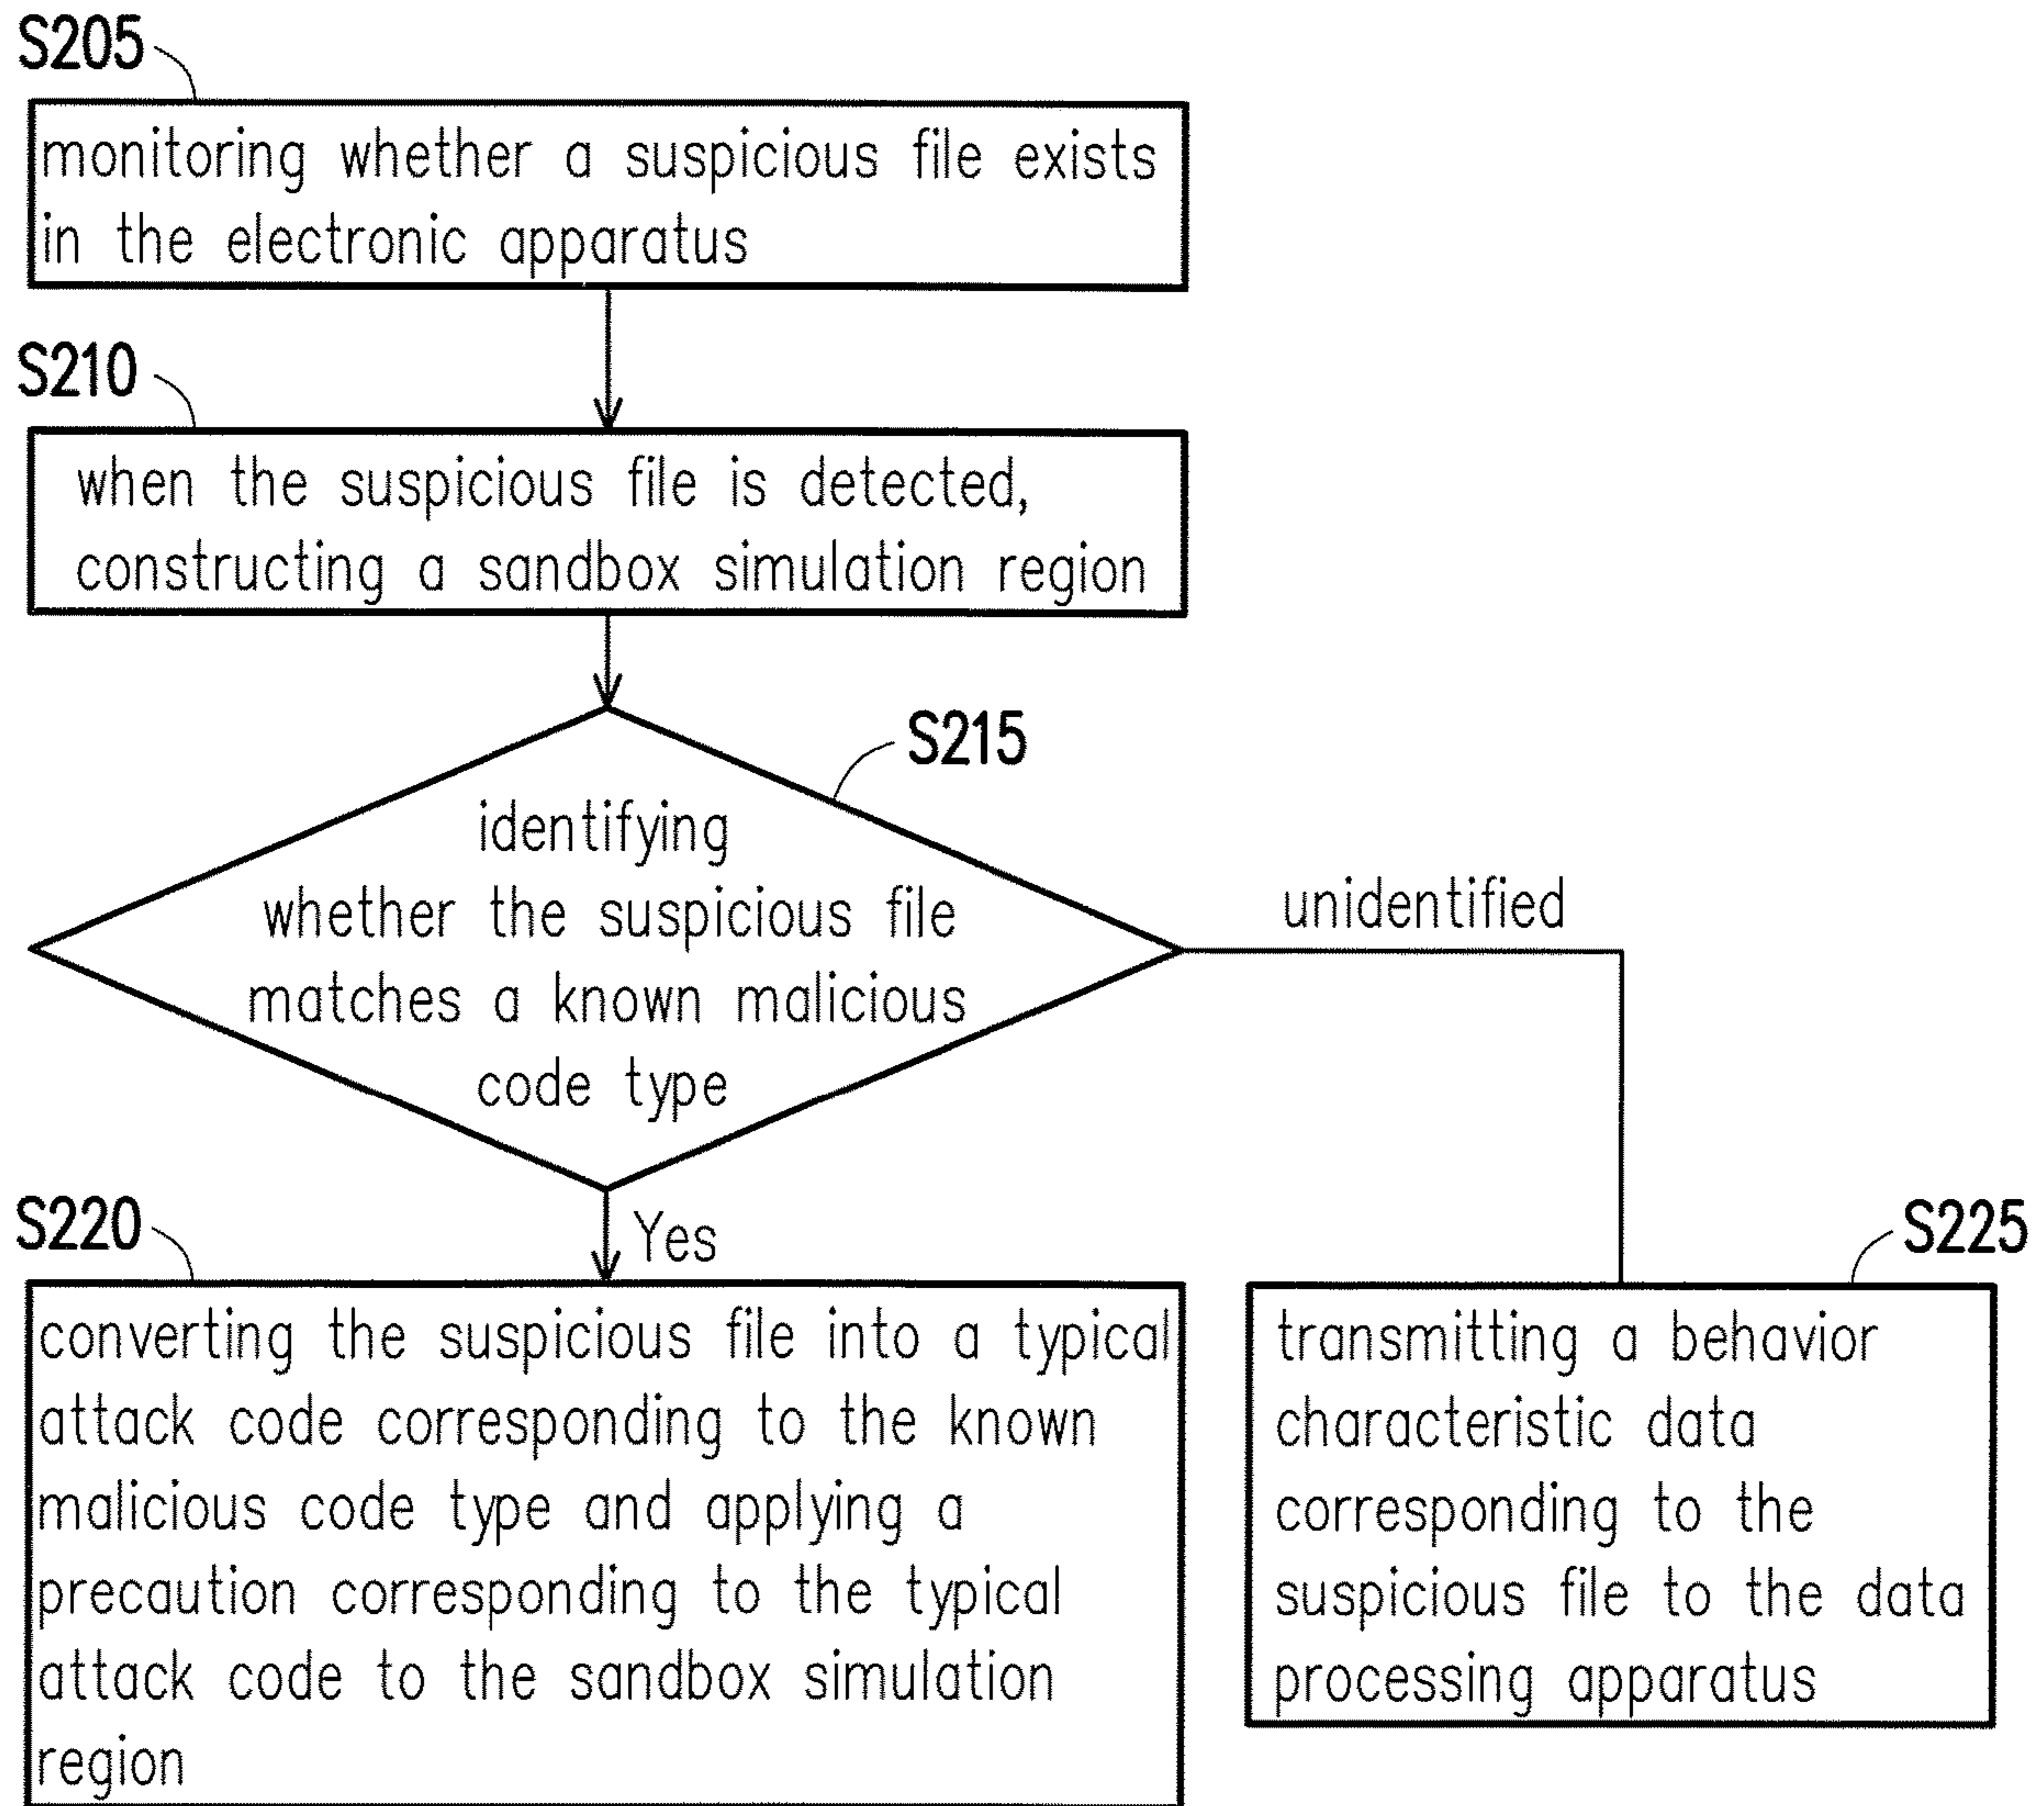 S205
monitoring whether a suspicious file exists
in the electronic apparatus
S210
when the suspicious file is detected,
constructing a sandbox simulation region
S215
identifying
whether the suspicious file
matches a known malicious
code type
unidentified
Yes
S220
converting the suspicious file into a typical
attack code corresponding to the known
malicious code type and applying a
precaution corresponding to the typical
attack code to the sandbox simulation
region
S225
transmitting a behavior
characteristic data
corresponding to the
suspicious file to the data
processing apparatus